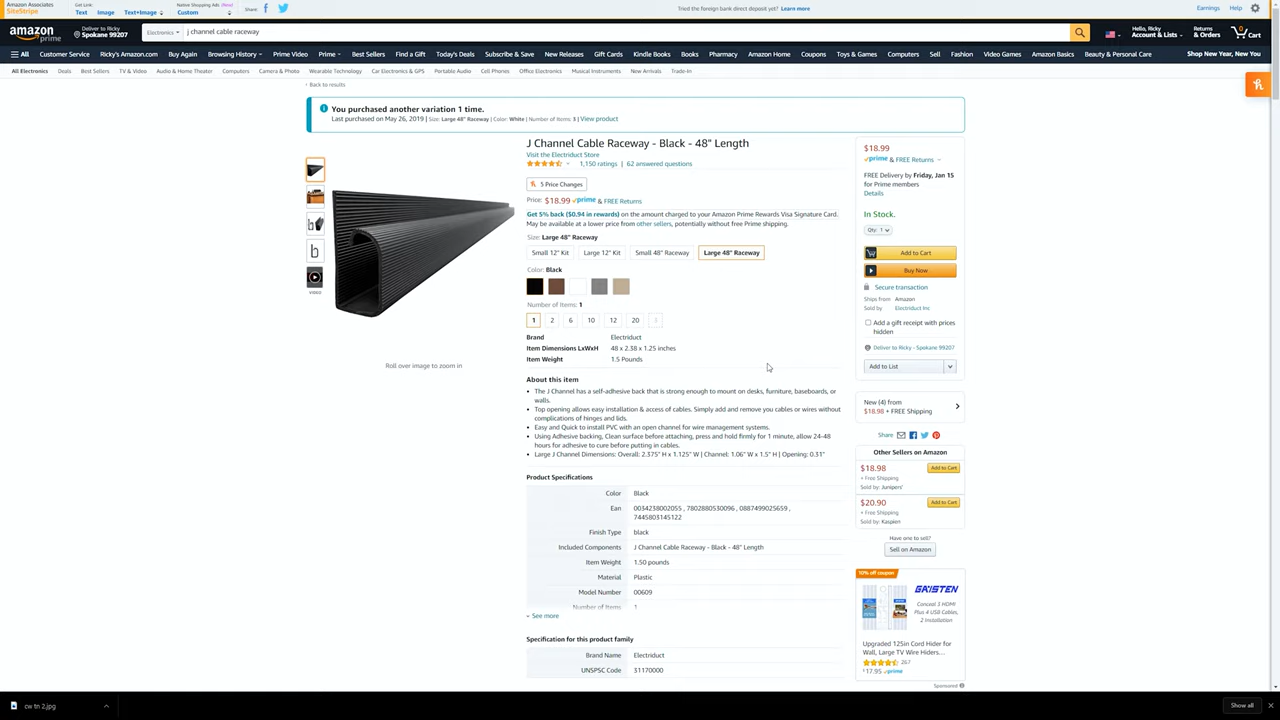 Amazon Associates
SiteStripe
Get Link:
Text
Image
Text+Image
Native Shopping Ads (New)
Custom
Share:
Tried the foreign bank direct deposit yet? Learn more
Earnings
Help
amazon
prime
Deliver to Ricky
Spokane 99207
Electronics
j channel cable raceway
Hello, Ricky
Account & Lists
Returns
& Orders
0
Cart
All
Customer Service
Ricky's Amazon.com
Buy Again
Browsing History
Prime Video
Prime
Best Sellers
Find a Gift
Today's Deals
Subscribe & Save
New Releases
Gift Cards
Kindle Books
Books
Pharmacy
Amazon Home
Coupons
Toys & Games
Computers
Sell
Fashion
Video Games
Amazon Basics
Beauty & Personal Care
Shop New Year, New You
All Electronics
Deals
Best Sellers
TV & Video
Audio & Home Theater
Computers
Camera & Photo
Wearable Technology
Car Electronics & GPS
Portable Audio
Cell Phones
Office Electronics
Musical Instruments
New Arrivals
Trade-In
‹ Back to results
You purchased another variation 1 time.
Last purchased on May 26, 2019 | Size: Large 48" Raceway | Color: White | Number of Items: 3 | View product
VIDEO
Roll over image to zoom in
J Channel Cable Raceway - Black - 48" Length
Visit the Electriduct Store
1,150 ratings | 62 answered questions
5 Price Changes
Price: $18.99 prime & FREE Returns
Get 5% back ($0.94 in rewards) on the amount charged to your Amazon Prime Rewards Visa Signature Card.
May be available at a lower price from other sellers, potentially without free Prime shipping.
Size: Large 48" Raceway
Small 12" Kit
Large 12" Kit
Small 48" Raceway
Large 48" Raceway
Color: Black
Number of Items: 1
1
2
6
10
12
20
3
Brand Electriduct
Item Dimensions LxWxH 48 x 2.38 x 1.25 inches
Item Weight 1.5 Pounds
About this item
• The J Channel has a self-adhesive back that is strong enough to mount on desks, furniture, baseboards, or
walls.
• Top opening allows easy installation & access of cables. Simply add and remove you cables or wires without
complications of hinges and lids.
• Easy and Quick to install PVC with an open channel for wire management systems.
• Using Adhesive backing, Clean surface before attaching, press and hold firmly for 1 minute, allow 24-48
hours for adhesive to cure before putting in cables.
• Large J Channel Dimensions: Overall: 2.375" H x 1.125" W | Channel: 1.06" W x 1.5" H | Opening: 0.31"
Product Specifications
Color Black
Ean 0034238002055 , 7802880530096 , 0887499025659 ,
7445803145122
Finish Type black
Included Components J Channel Cable Raceway - Black - 48" Length
Item Weight 1.50 pounds
Material Plastic
Model Number 00609
Number of Items 1
See more
Specification for this product family
Brand Name Electriduct
UNSPSC Code 31170000
$18.99
prime & FREE Returns
FREE Delivery by Friday, Jan 15
for Prime members
Details
In Stock.
Qty: 1
Add to Cart
Buy Now
Secure transaction
Ships from Amazon
Sold by Electriduct Inc
Add a gift receipt with prices
hidden
Deliver to Ricky - Spokane 99207
Add to List
New (4) from
$18.98 + FREE Shipping
Share
Other Sellers on Amazon
$18.98
Add to Cart
+ Free Shipping
Sold by: Junipers'
$20.90
Add to Cart
+ Free Shipping
Sold by: Kaspien
Have one to sell?
Sell on Amazon
10% off coupon
Conceal 3 HDMI
Plus 4 USB Cables,
2 Installation
Upgraded 125in Cord Hider for
Wall, Large TV Wire Hiders...
267
$17.95 prime
Sponsored
cw tn 2.jpg
Show all